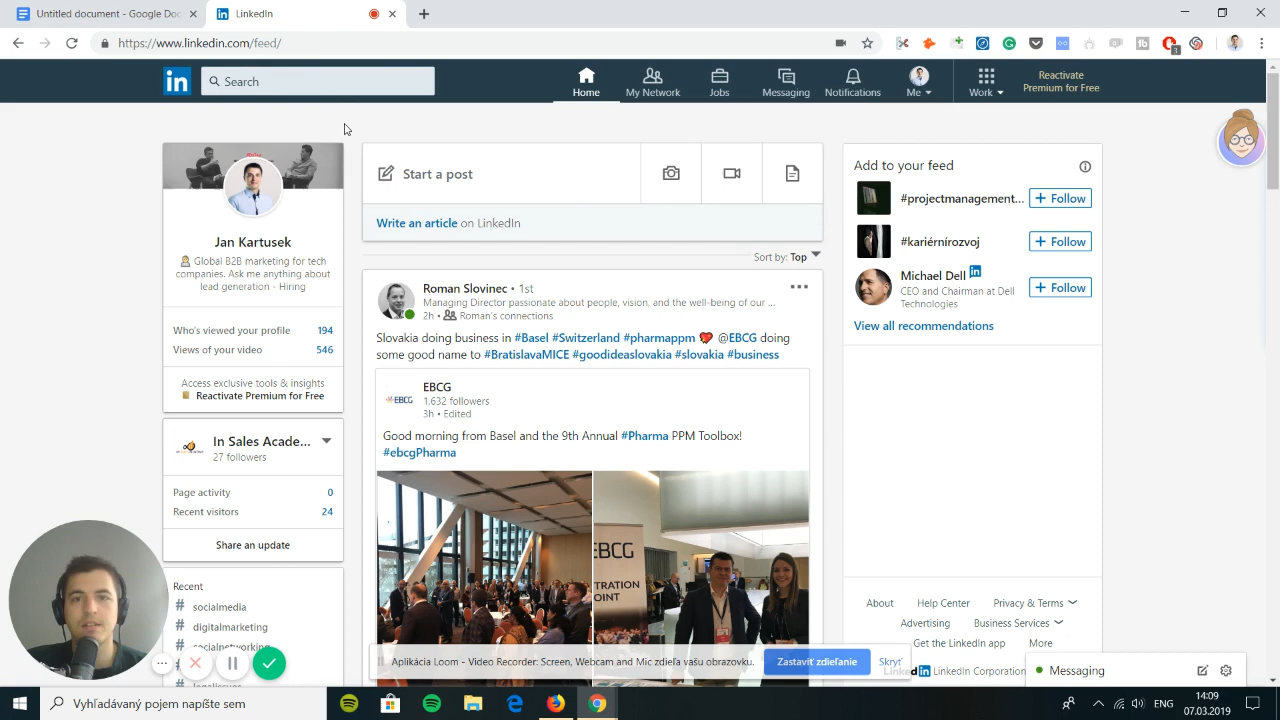 Untitled document - Google Doc
LinkedIn
https://www.linkedin.com/feed/
3
in
Search
Home
My Network
Jobs
Messaging
Notifications
Me
Work
Reactivate
Premium for Free
Jan Kartusek
Global B2B marketing for tech
companies. Ask me anything about
lead generation - Hiring
Who's viewed your profile 194
Views of your video 546
Access exclusive tools & insights
Reactivate Premium for Free
In Sales Acade...
27 followers
Page activity 0
Recent visitors 24
Share an update
Recent
# socialmedia
# digitalmarketing
# socialnetworking
Start a post
Write an article on LinkedIn
Sort by: Top
Roman Slovinec • 1st
Managing Director passionate about people, vision, and the well-being of our ...
2h • Roman's connections
Slovakia doing business in #Basel #Switzerland #pharmappm @EBCG doing
some good name to #BratislavaMICE #goodideaslovakia #slovakia #business
EBCG
EBCG
1,632 followers
3h • Edited
Good morning from Basel and the 9th Annual #Pharma PPM Toolbox!
#ebcgPharma
EBCG
Add to your feed
#projectmanagement... + Follow
#kariérnírozvoj + Follow
Michael Dell in
CEO and Chairman at Dell
Technologies
+ Follow
View all recommendations
About Help Center Privacy & Terms
Advertising Business Services
Get the LinkedIn app More
LinkedIn Corporation
Aplikácia Loom - Video Recorder: Screen, Webcam and Mic zdieľa vašu obrazovku.
Zastaviť zdieľanie
Skryť
Messaging
Vyhľadávaný pojem napíšte sem
ENG
14:09
07.03.2019